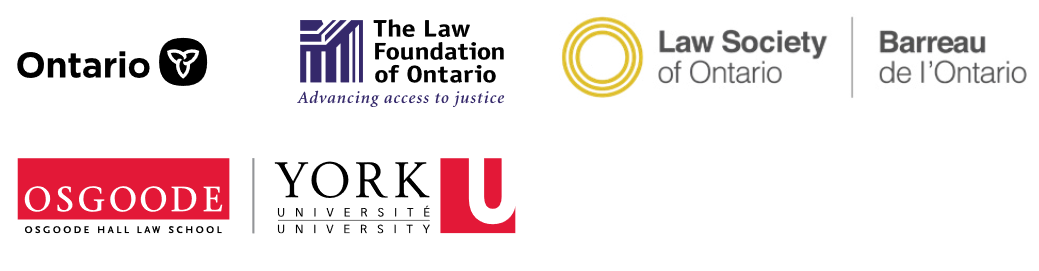 Ontario
The Law
Foundation
of Ontario
Advancing access to justice
Law Society
of Ontario
Barreau
de l'Ontario
OSGOODE
OSGOODE HALL LAW SCHOOL
YORK
UNIVERSITÉ
UNIVERSITY
U